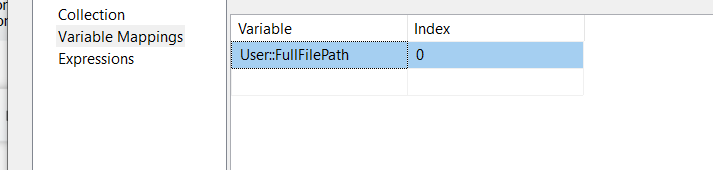 Collection
Variable Mappings
Expressions
Variable Index
User::FullFilePath 0